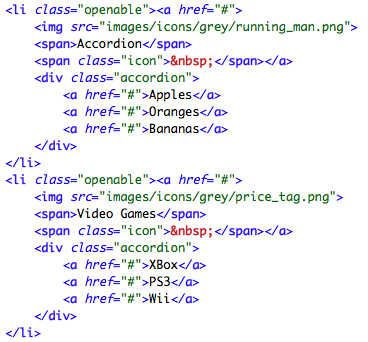 <li class="openable"><a href="#">
    <img src="images/icons/grey/running_man.png">
    <span>Accordion</span>
    <span class="icon">&nbsp;</span></a>
    <div class="accordion">
        <a href="#">Apples</a>
        <a href="#">Oranges</a>
        <a href="#">Bananas</a>
    </div>
</li>
<li class="openable"><a href="#">
    <img src="images/icons/grey/price_tag.png">
    <span>Video Games</span>
    <span class="icon">&nbsp;</span></a>
    <div class="accordion">
        <a href="#">XBox</a>
        <a href="#">PS3</a>
        <a href="#">Wii</a>
    </div>
</li>